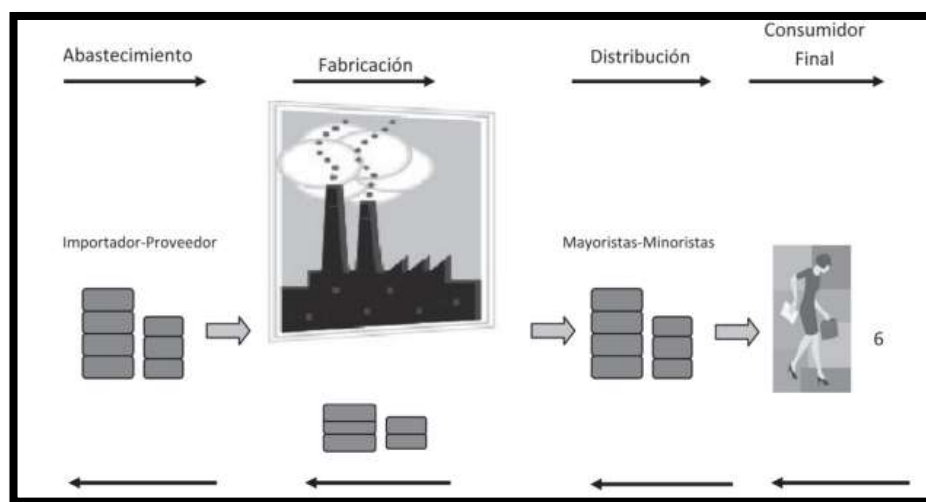 Abastecimiento
Fabricación
Distribución
Consumidor
Final
Importador-Proveedor
Mayoristas-Minoristas
6